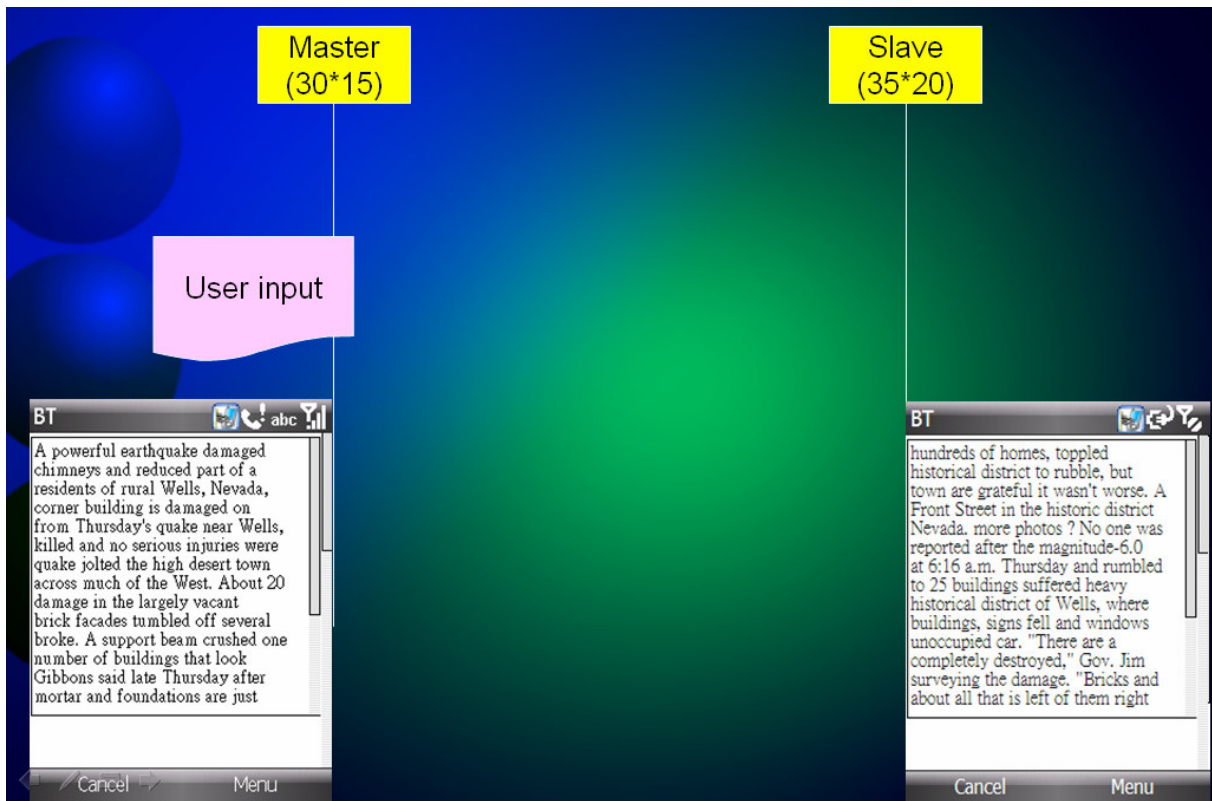 Master
(30*15)
Slave
(35*20)
User input
BT
abc
A powerful earthquake damaged
chimneys and reduced part of a
residents of rural Wells, Nevada,
corner building is damaged on
from Thursday's quake near Wells,
killed and no serious injuries were
quake jolted the high desert town
across much of the West. About 20
damage in the largely vacant
brick facades tumbled off several
broke. A support beam crushed one
number of buildings that look
Gibbons said late Thursday after
mortar and foundations are just
Cancel
Menu
BT
hundreds of homes, toppled
historical district to rubble, but
town are grateful it wasn't worse. A
Front Street in the historic district
Nevada. more photos ? No one was
reported after the magnitude-6.0
at 6:16 a.m. Thursday and rumbled
to 25 buildings suffered heavy
historical district of Wells, where
buildings, signs fell and windows
unoccupied car. "There are a
completely destroyed," Gov. Jim
surveying the damage. "Bricks and
about all that is left of them right
Cancel
Menu